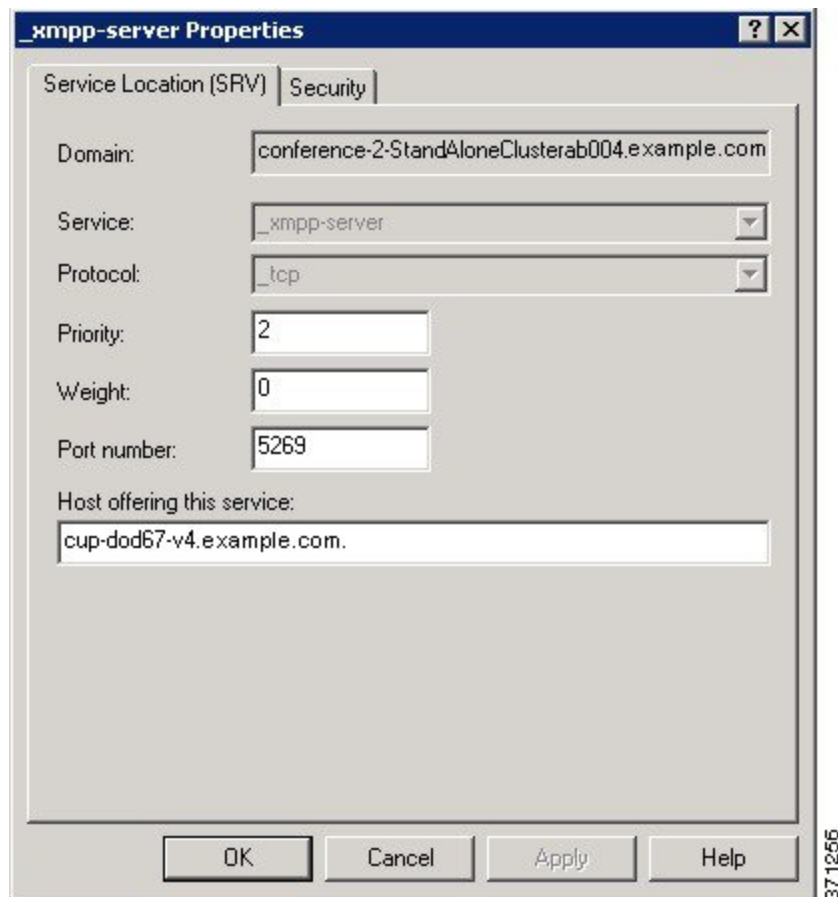 _xmpp-server Properties
? ×
Service Location (SRV) Security
Domain: conference-2-StandAloneClusterab004.example.com
Service: _xmpp-server
Protocol: _tcp
Priority: 2
Weight: 0
Port number: 5269
Host offering this service:
cup-dod67-v4.example.com.
OK Cancel Apply Help
371256